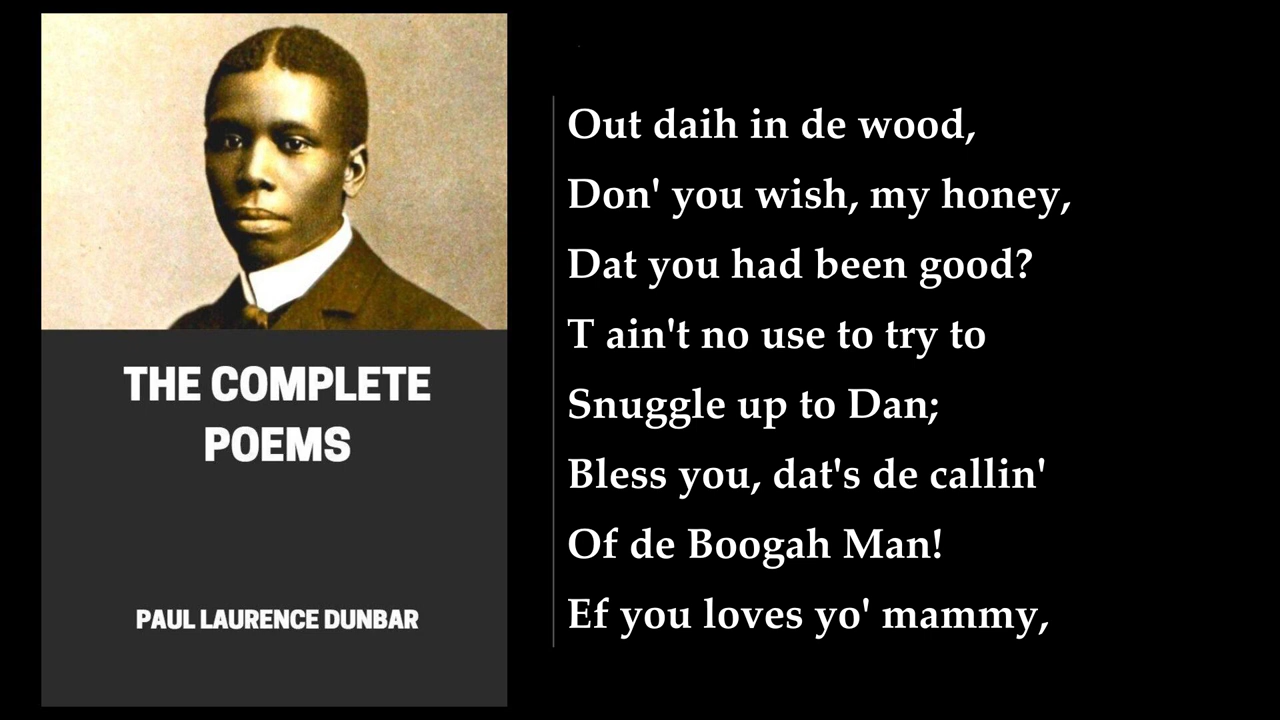 THE COMPLETE
POEMS
PAUL LAURENCE DUNBAR
Out daih in de wood,
Don' you wish, my honey,
Dat you had been good?
T ain't no use to try to
Snuggle up to Dan;
Bless you, dat's de callin'
Of de Boogah Man!
Ef you loves yo' mammy,